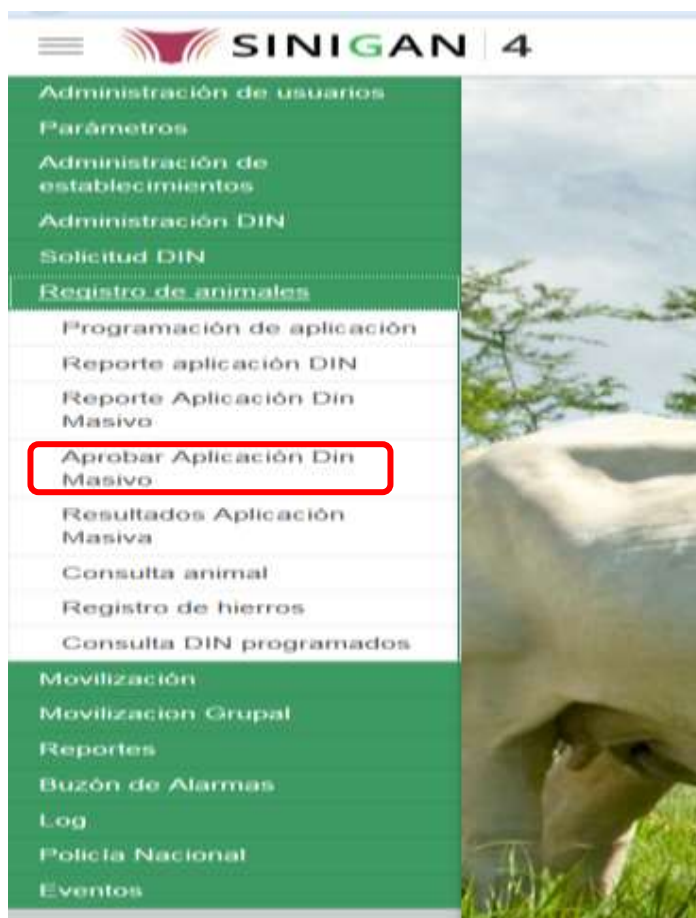 SINIGAN 4
Administración de usuarios
Parámetros
Administración de
establecimientos
Administración DIN
Solicitud DIN
Registro de animales
Programación de aplicación
Reporte aplicación DIN
Reporte Aplicación Din
Masivo
Aprobar Aplicación Din
Masivo
Resultados Aplicación
Masiva
Consulta animal
Registro de hierros
Consulta DIN programados
Movilización
Movilizacion Grupal
Reportes
Buzón de Alarmas
Log
Policía Nacional
Eventos